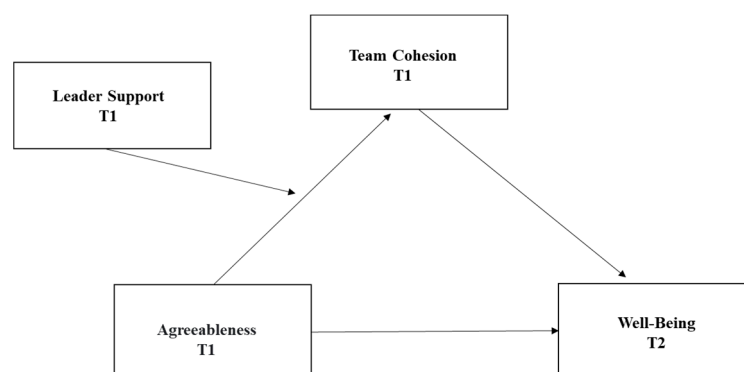 Team Cohesion
T1
Leader Support
T1
Agreeableness
T1
Well-Being
T2